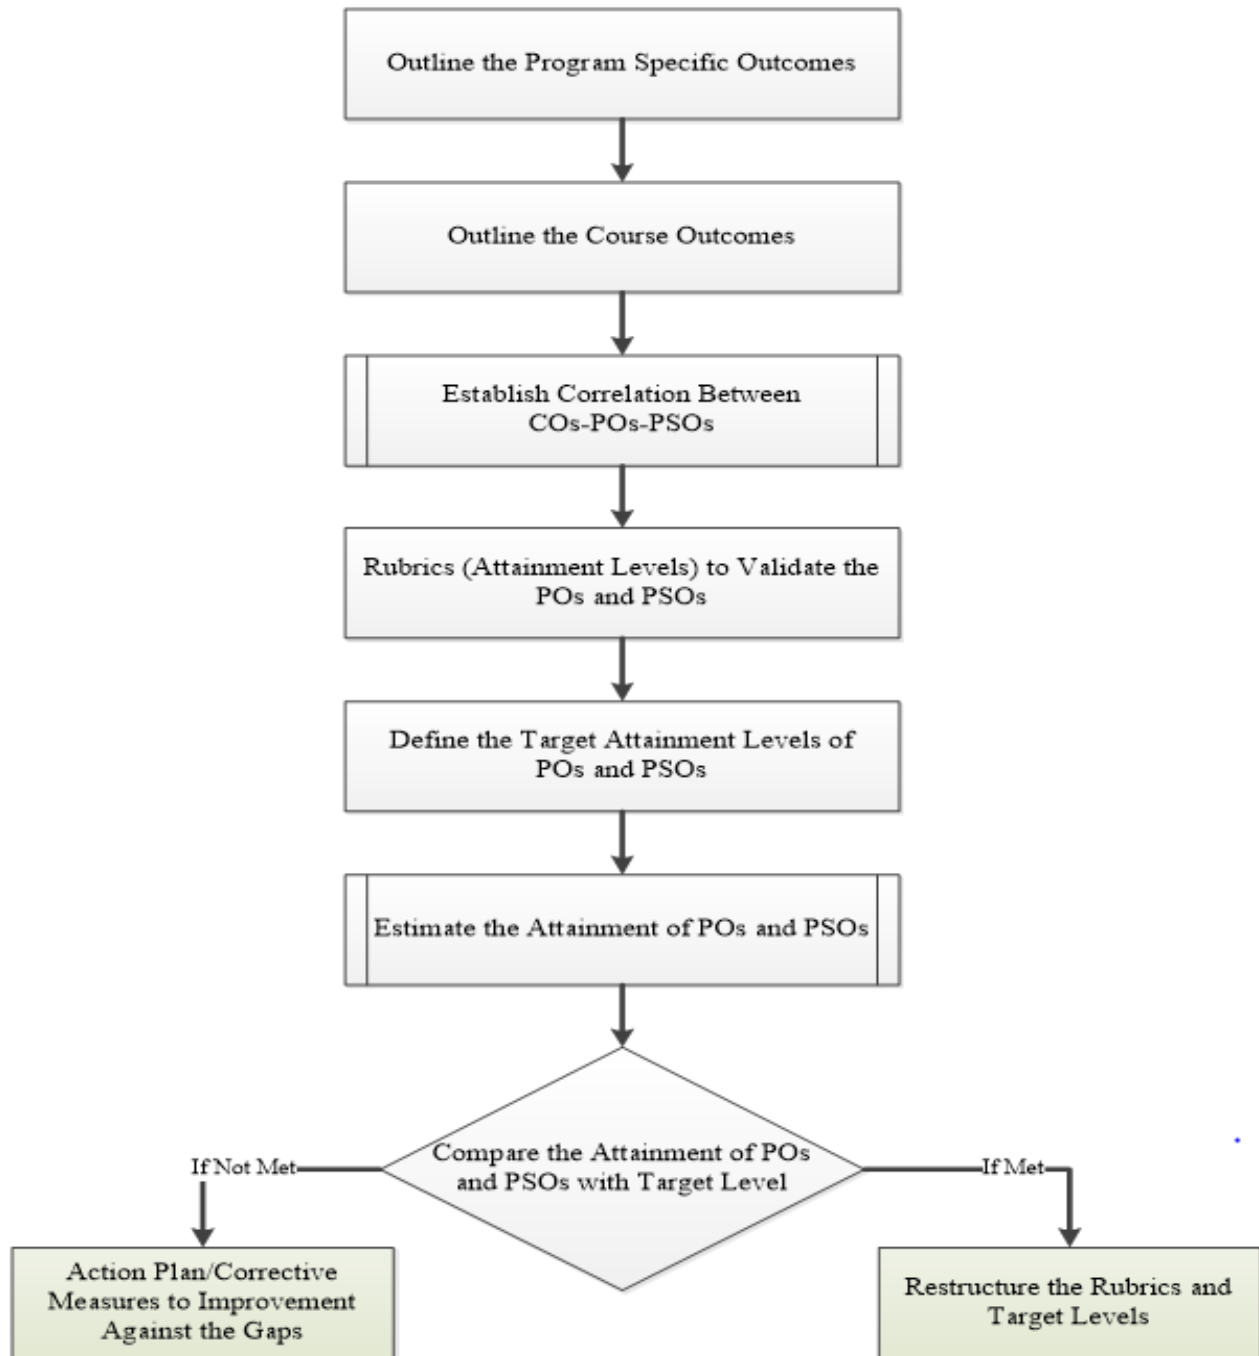 Outline the Program Specific Outcomes
Outline the Course Outcomes
Establish Correlation Between
COs-POs-PSOs
Rubrics (Attainment Levels) to Validate the
POs and PSOs
Define the Target Attainment Levels of
POs and PSOs
Estimate the Attainment of POs and PSOs
Compare the Attainment of POs
and PSOs with Target Level
If Not Met
If Met
Action Plan/Corrective
Measures to Improvement
Against the Gaps
Restructure the Rubrics and
Target Levels